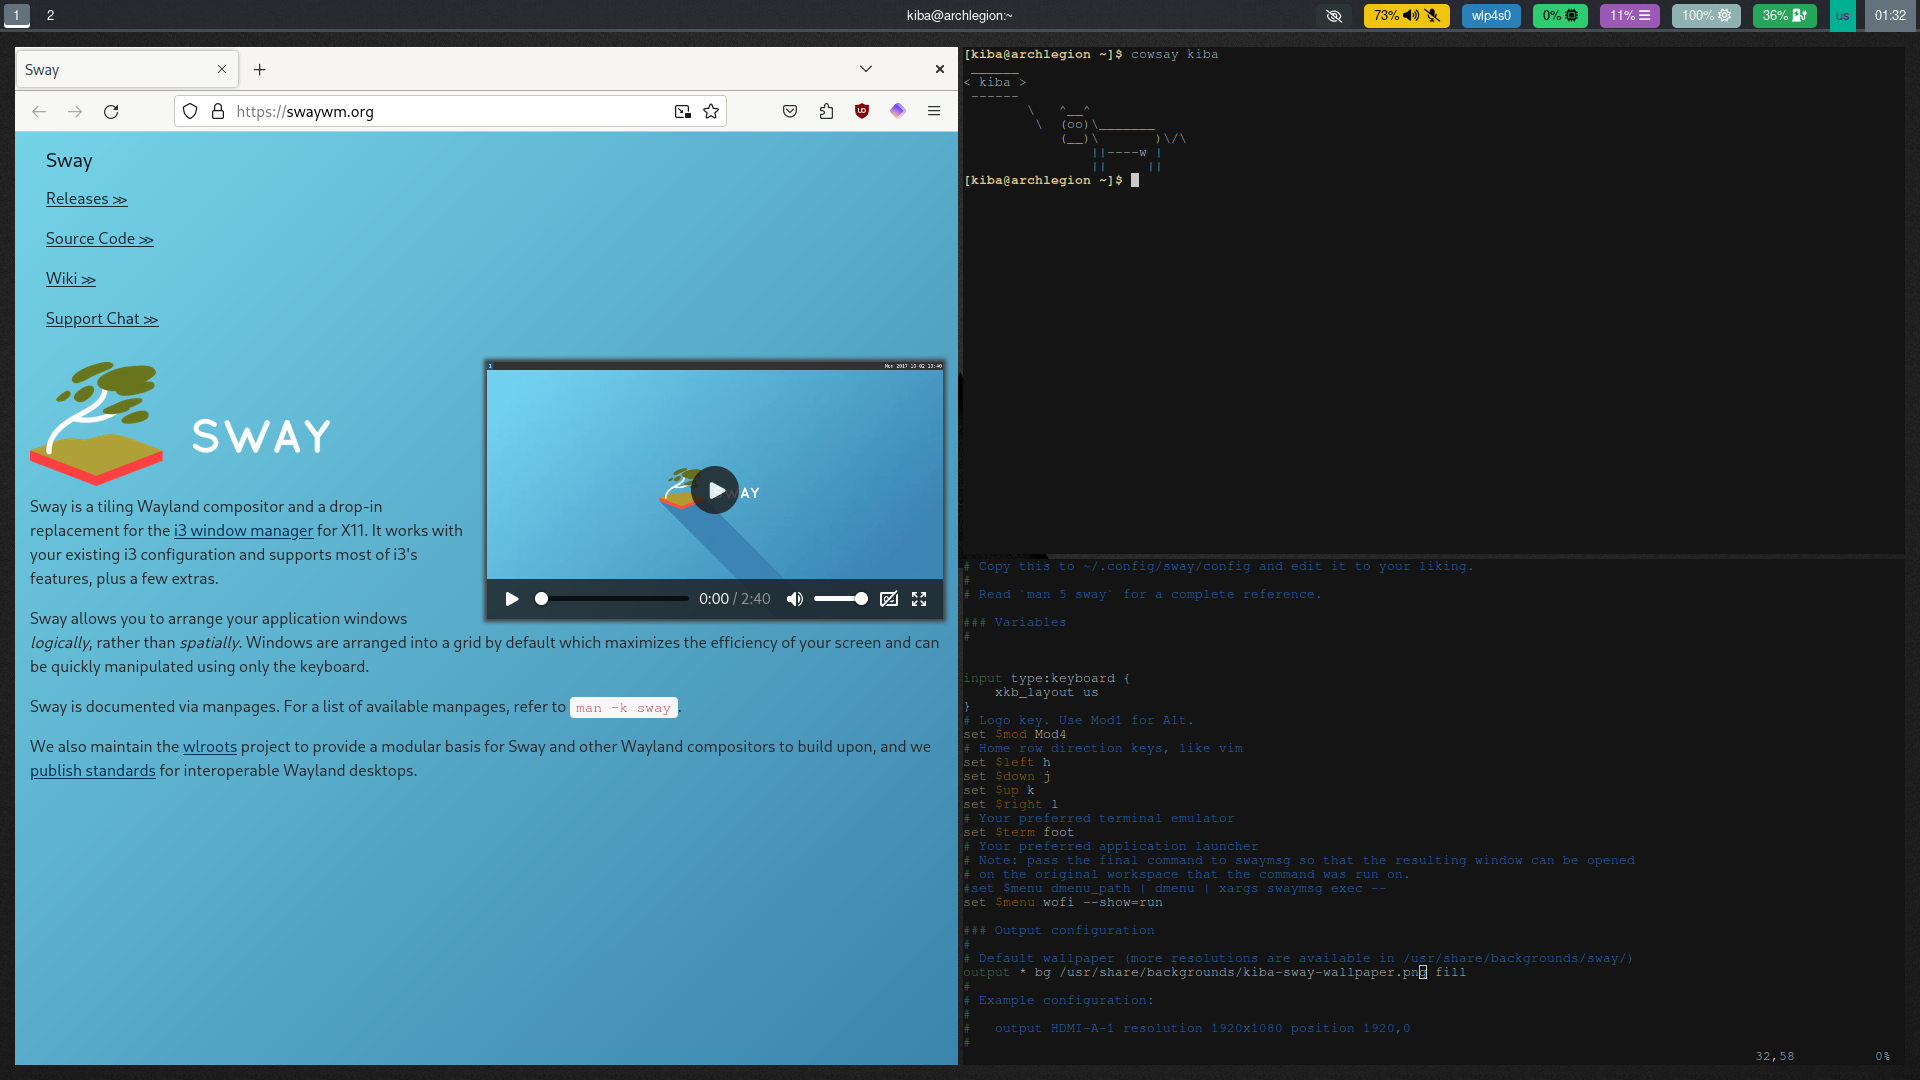 1 2
kiba@archlegion:~
73% wlp4s0 0% 11% 100% 36% us 01:32
Sway
https://swaywm.org
Sway
Releases ≫
Source Code ≫
Wiki ≫
Support Chat ≫
SWAY
1 Mon 2017-10-02 13:40
WAY
0:00 / 2:40
Sway is a tiling Wayland compositor and a drop-in
replacement for the i3 window manager for X11. It works with
your existing i3 configuration and supports most of i3's
features, plus a few extras.
Sway allows you to arrange your application windows
logically, rather than spatially. Windows are arranged into a grid by default which maximizes the efficiency of your screen and can
be quickly manipulated using only the keyboard.
Sway is documented via manpages. For a list of available manpages, refer to man -k sway.
We also maintain the wlroots project to provide a modular basis for Sway and other Wayland compositors to build upon, and we
publish standards for interoperable Wayland desktops.
[kiba@archlegion ~]$ cowsay kiba
 ______
< kiba >
 ------
        \   ^__^
         \  (oo)\_______
            (__)\       )\/\
                ||----w |
                ||     ||
[kiba@archlegion ~]$
# Copy this to ~/.config/sway/config and edit it to your liking.
#
# Read `man 5 sway` for a complete reference.
### Variables
#
input type:keyboard {
    xkb_layout us
}
# Logo key. Use Mod1 for Alt.
set $mod Mod4
# Home row direction keys, like vim
set $left h
set $down j
set $up k
set $right l
# Your preferred terminal emulator
set $term foot
# Your preferred application launcher
# Note: pass the final command to swaymsg so that the resulting window can be opened
# on the original workspace that the command was run on.
#set $menu dmenu_path | dmenu | xargs swaymsg exec --
set $menu wofi --show=run
### Output configuration
#
# Default wallpaper (more resolutions are available in /usr/share/backgrounds/sway/)
output * bg /usr/share/backgrounds/kiba-sway-wallpaper.png fill
#
# Example configuration:
#
#   output HDMI-A-1 resolution 1920x1080 position 1920,0
#
32,58 0%